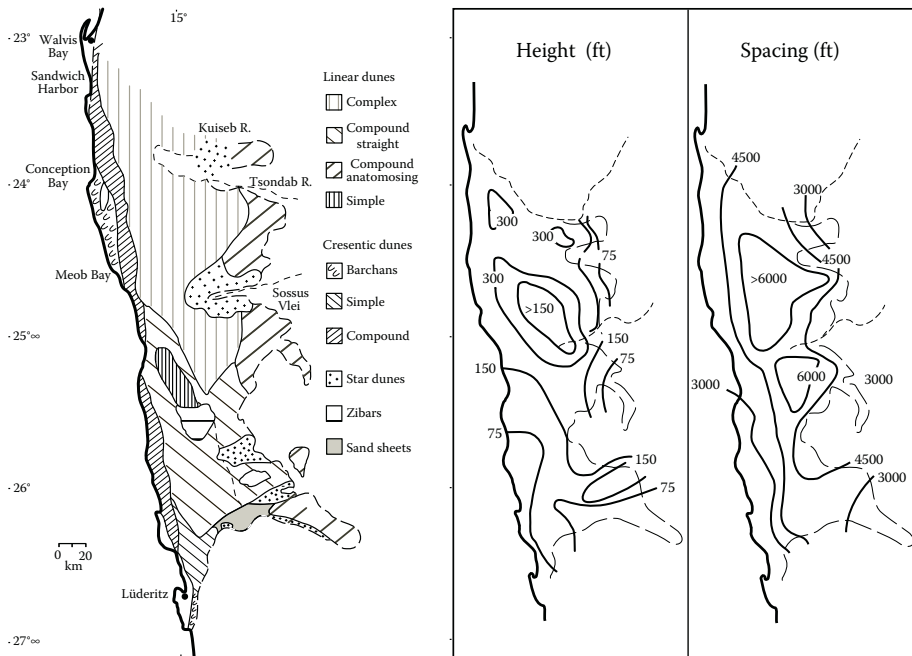 15°
-23°
Walvis
Bay
Sandwich
Harbor
Kuiseb R.
Conception
Bay
-24°
Tsondab R.
Meob Bay
Sossus
Vlei
-25°∞
-26°
0 20
km
Lüderitz
-27°∞
Linear dunes
Complex
Compound
straight
Compound
anatomosing
Simple
Cresentic dunes
Barchans
Simple
Compound
Star dunes
Zibars
Sand sheets
Height (ft)
300
300
75
300
>150
150
75
150
75
150
75
Spacing (ft)
4500
3000
4500
>6000
6000
3000
3000
4500
3000